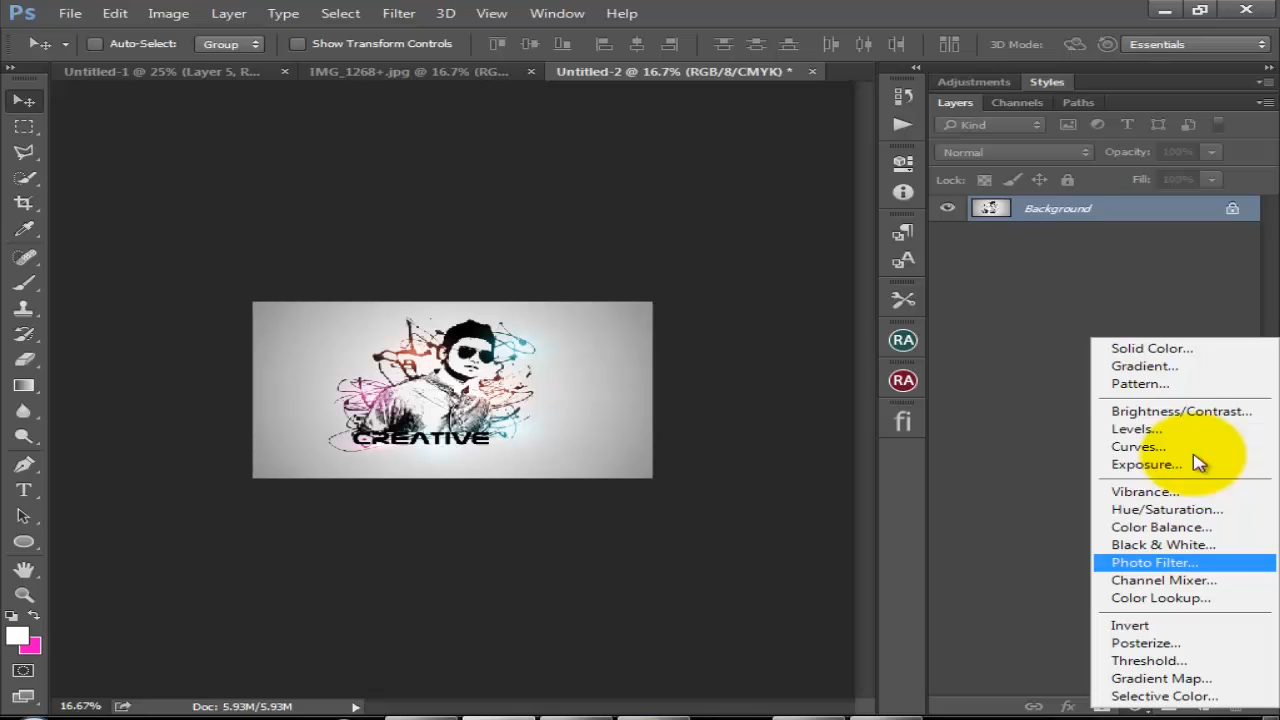 Ps File Edit Image Layer Type Select Filter 3D View Window Help
Auto-Select: Group Show Transform Controls 3D Mode: Essentials
Untitled-1 @ 25% (Layer 5, R... × IMG_1268+.jpg @ 16.7% (RG... × Untitled-2 @ 16.7% (RGB/8/CMYK) * ×
Adjustments Styles
Layers Channels Paths
Kind
Normal Opacity: 100%
Lock: Fill: 100%
Background
RA
RA
fi
CREATIVE
Solid Color...
Gradient...
Pattern...
Brightness/Contrast...
Levels...
Curves...
Exposure...
Vibrance...
Hue/Saturation...
Color Balance...
Black & White...
Photo Filter...
Channel Mixer...
Color Lookup...
Invert
Posterize...
Threshold...
Gradient Map...
Selective Color...
16.67% Doc: 5.93M/5.93M
fx